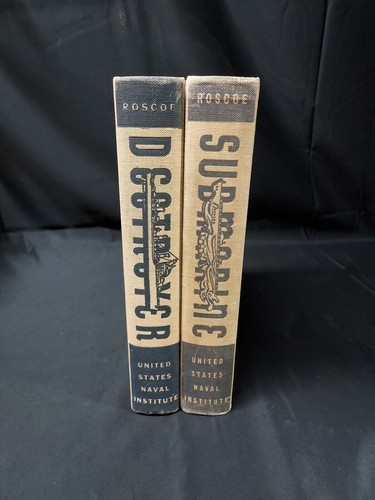 ROSCOE
DESTROYER
UNITED
STATES
NAVAL
INSTITUTE
ROSCOE
SUBMARINE
UNITED
STATES
NAVAL
INSTITUTE